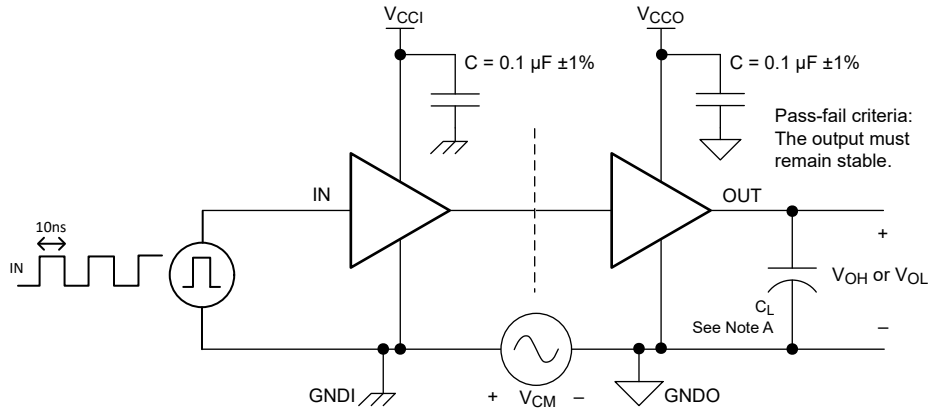 V_CCI
V_CCO
C = 0.1 µF ±1%
C = 0.1 µF ±1%
Pass-fail criteria:
The output must
remain stable.
IN
OUT
10ns
IN
+
V_OH or V_OL
C_L
See Note A
–
GNDI
+ V_CM –
GNDO